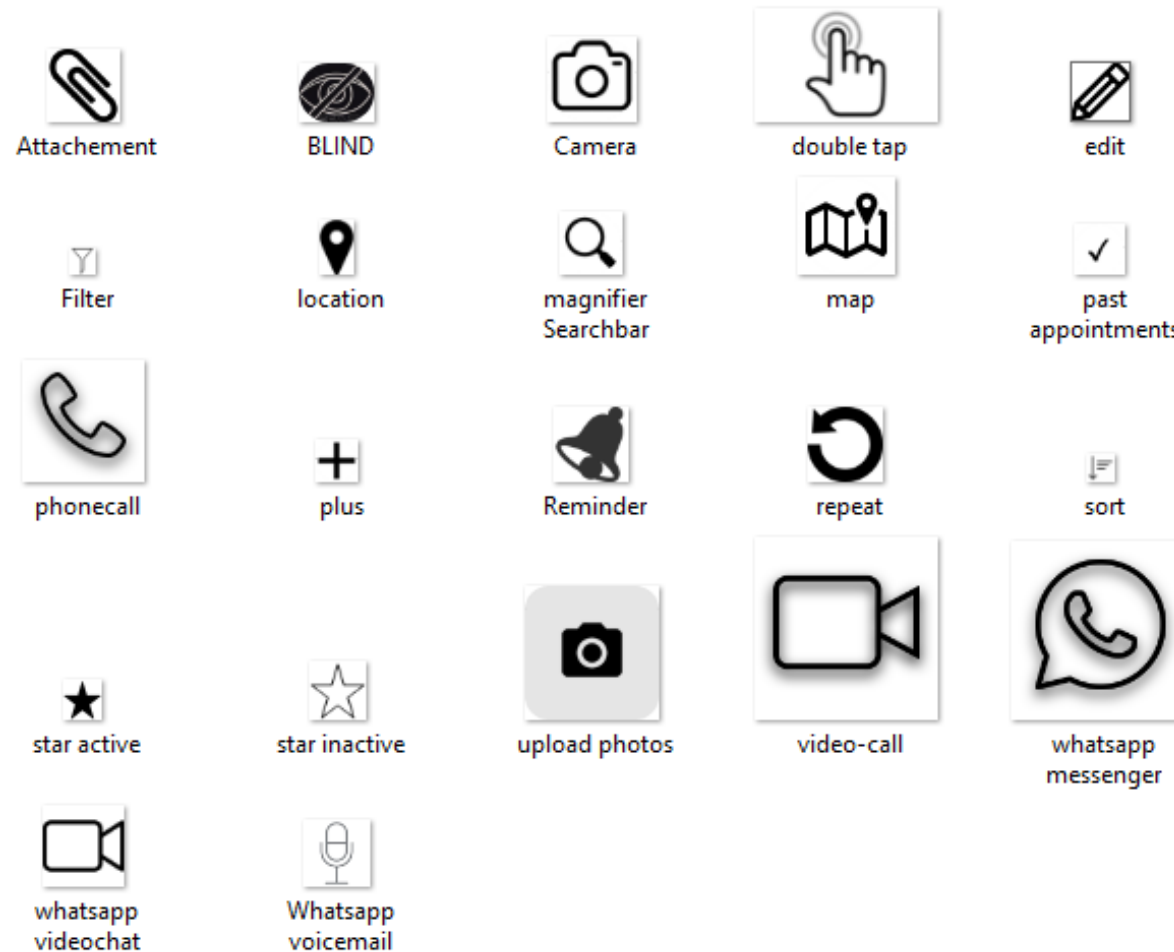 Attachement
BLIND
Camera
double tap
edit
Filter
location
magnifier
Searchbar
map
past
appointments
phonecall
plus
Reminder
repeat
sort
star active
star inactive
upload photos
video-call
whatsapp
messenger
whatsapp
videochat
Whatsapp
voicemail